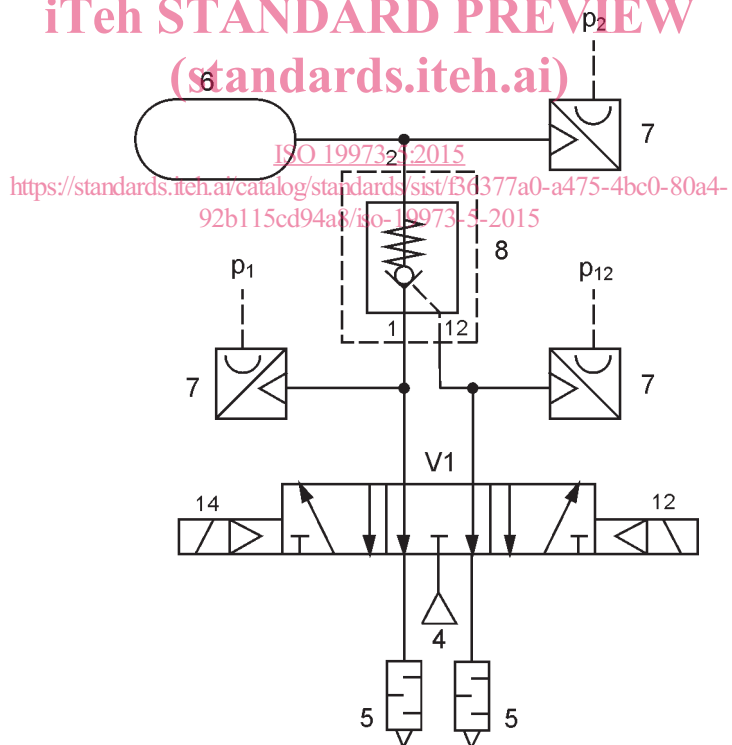 iTeh STANDARD PREVIEW
p2
(standards.iteh.ai)
6
7
ISO 19973-5:2015
2
https://standards.iteh.ai/catalog/standards/sist/f36377a0-a475-4bc0-80a4-
92b115cd94a8/iso-19973-5-2015
8
p1
p12
1
12
7
7
V1
14
12
4
5
5